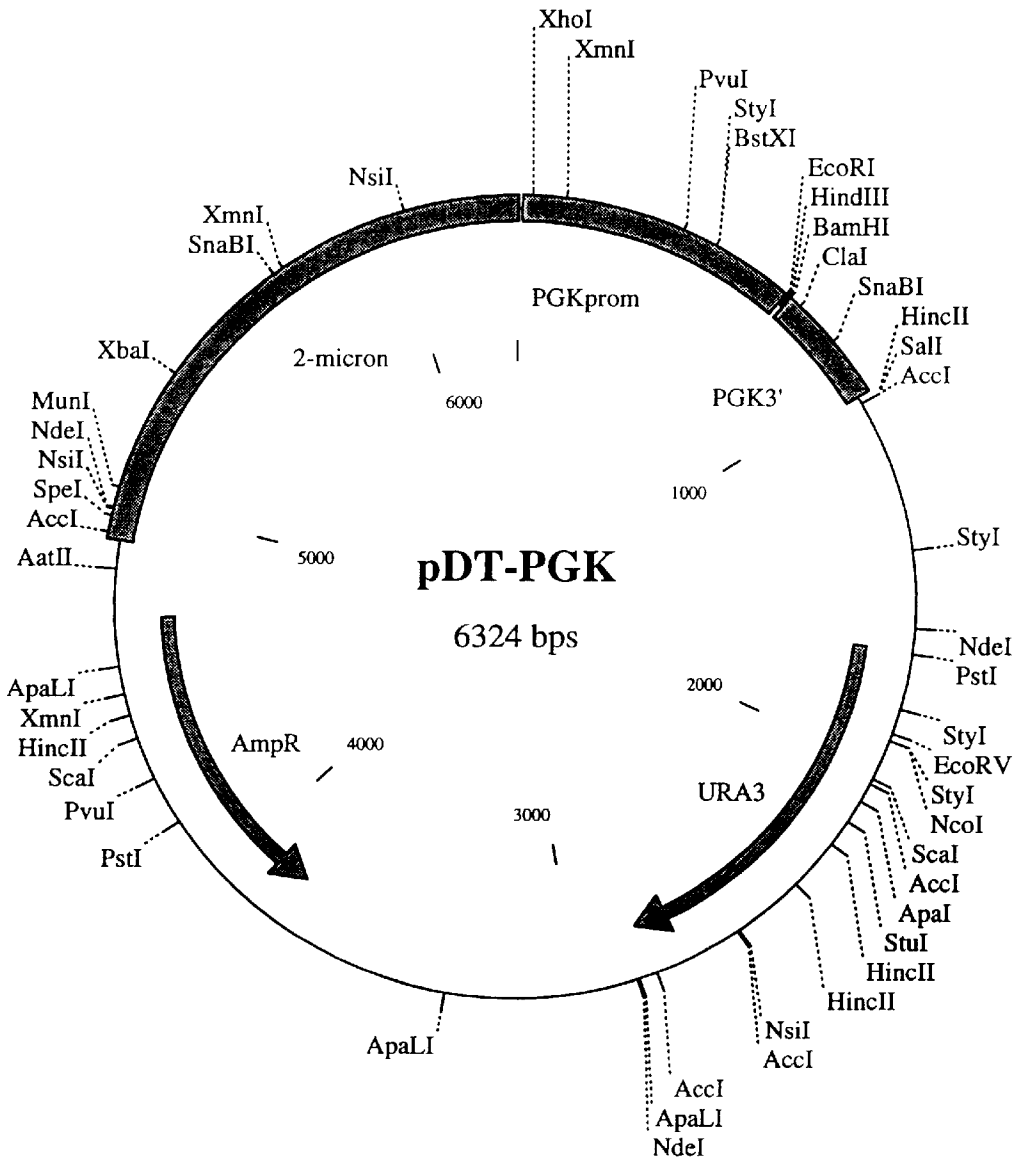 XhoI
XmnI
PvuI
StyI
BstXI
EcoRI
HindIII
BamHI
ClaI
SnaBI
HincII
SalI
AccI
NsiI
XmnI
SnaBI
XbaI
MunI
NdeI
NsiI
SpeI
AccI
AatII
PGKprom
2-micron
PGK3'
6000
1000
5000
pDT-PGK
6324 bps
StyI
NdeI
PstI
StyI
EcoRV
StyI
NcoI
ScaI
AccI
ApaI
StuI
HincII
HincII
2000
URA3
AmpR
4000
3000
ApaLI
XmnI
HincII
ScaI
PvuI
PstI
ApaLI
NsiI
AccI
AccI
ApaLI
NdeI